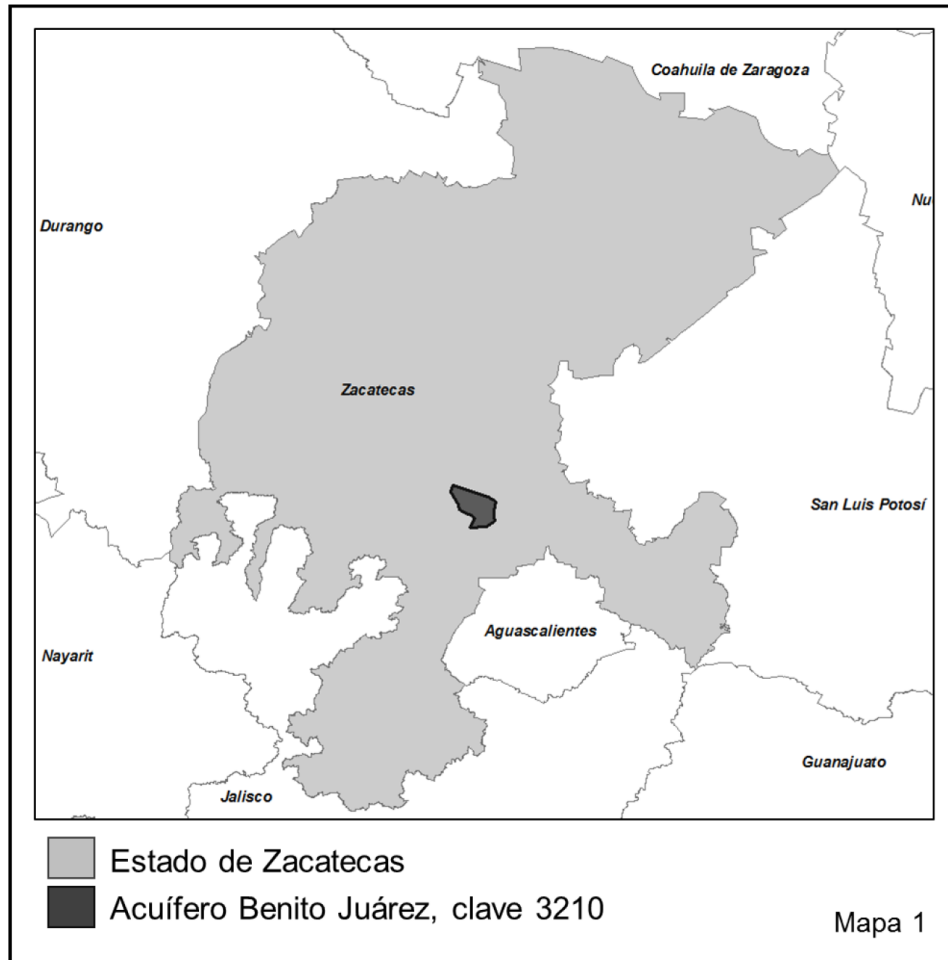 Coahuila de Zaragoza
Durango
Nu
Zacatecas
San Luis Potosí
Aguascalientes
Nayarit
Guanajuato
Jalisco
Estado de Zacatecas
Acuífero Benito Juárez, clave 3210
Mapa 1